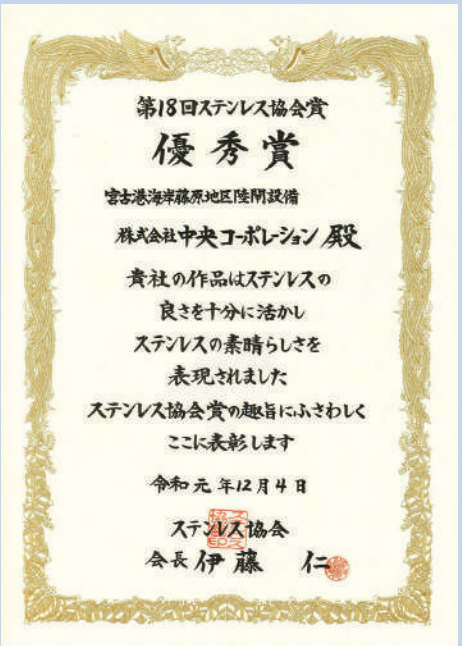 第18回ステンレス協会賞
優秀賞
宮古港海岸藤原地区陸閘設備
株式会社中央コーポレーション 殿
貴社の作品はステンレスの
良さを十分に活かし
ステンレスの素晴らしさを
表現されました
ステンレス協会賞の趣旨にふさわしく
ここに表彰します
令和元年12月4日
ステンレス協会
会長 伊藤 仁